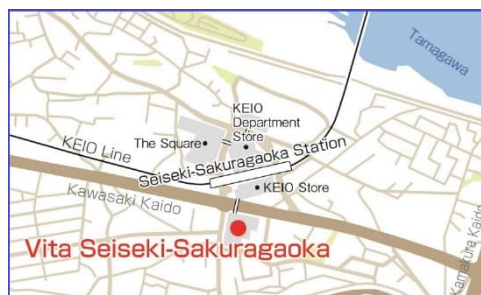 Tamagawa
KEIO
Department
Store
The Square
KEIO Line
Seiseki-Sakuragaoka Station
KEIO Store
Kawasaki Kaido
Vita Seiseki-Sakuragaoka
Kamakura Kaido